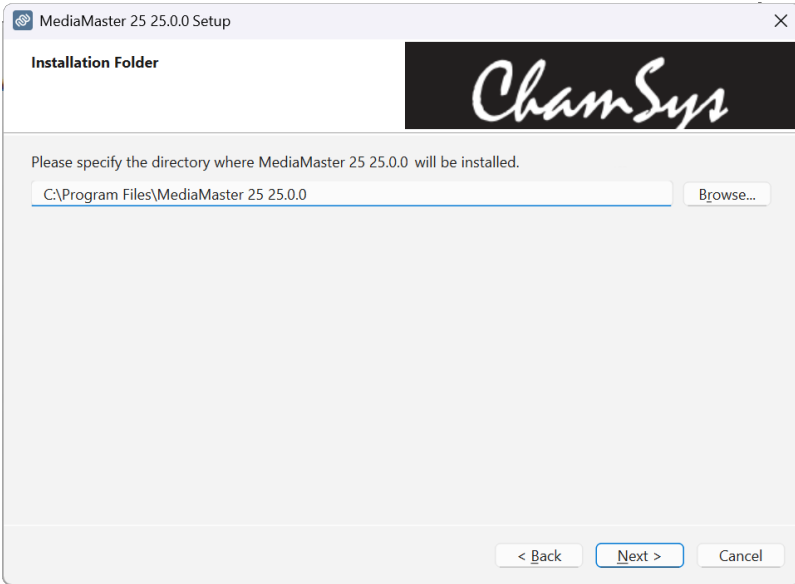 MediaMaster 25 25.0.0 Setup
Installation Folder
ChamSys
Please specify the directory where MediaMaster 25 25.0.0 will be installed.
C:\Program Files\MediaMaster 25 25.0.0
Browse...
< Back
Next >
Cancel